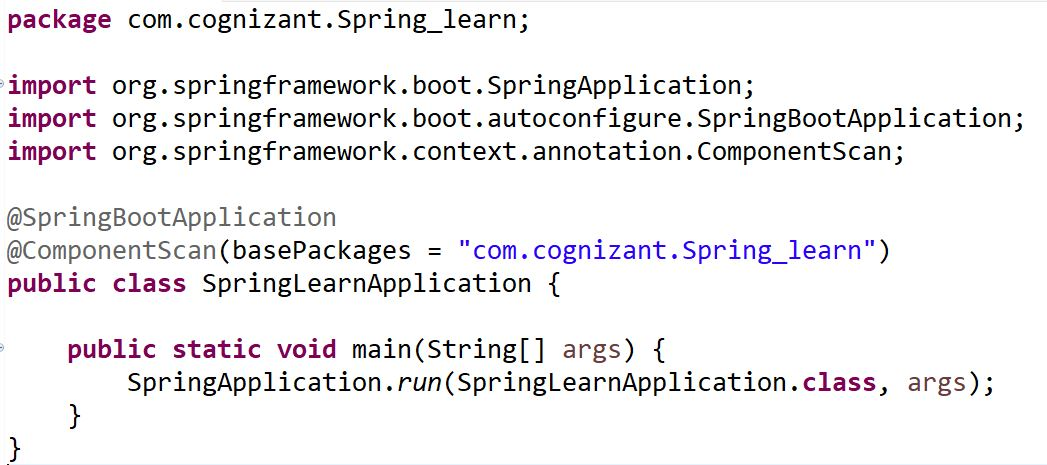 package com.cognizant.Spring_learn;
import org.springframework.boot.SpringApplication;
import org.springframework.boot.autoconfigure.SpringBootApplication;
import org.springframework.context.annotation.ComponentScan;
@SpringBootApplication
@ComponentScan(basePackages = "com.cognizant.Spring_learn")
public class SpringLearnApplication {
    public static void main(String[] args) {
        SpringApplication.run(SpringLearnApplication.class, args);
    }
}